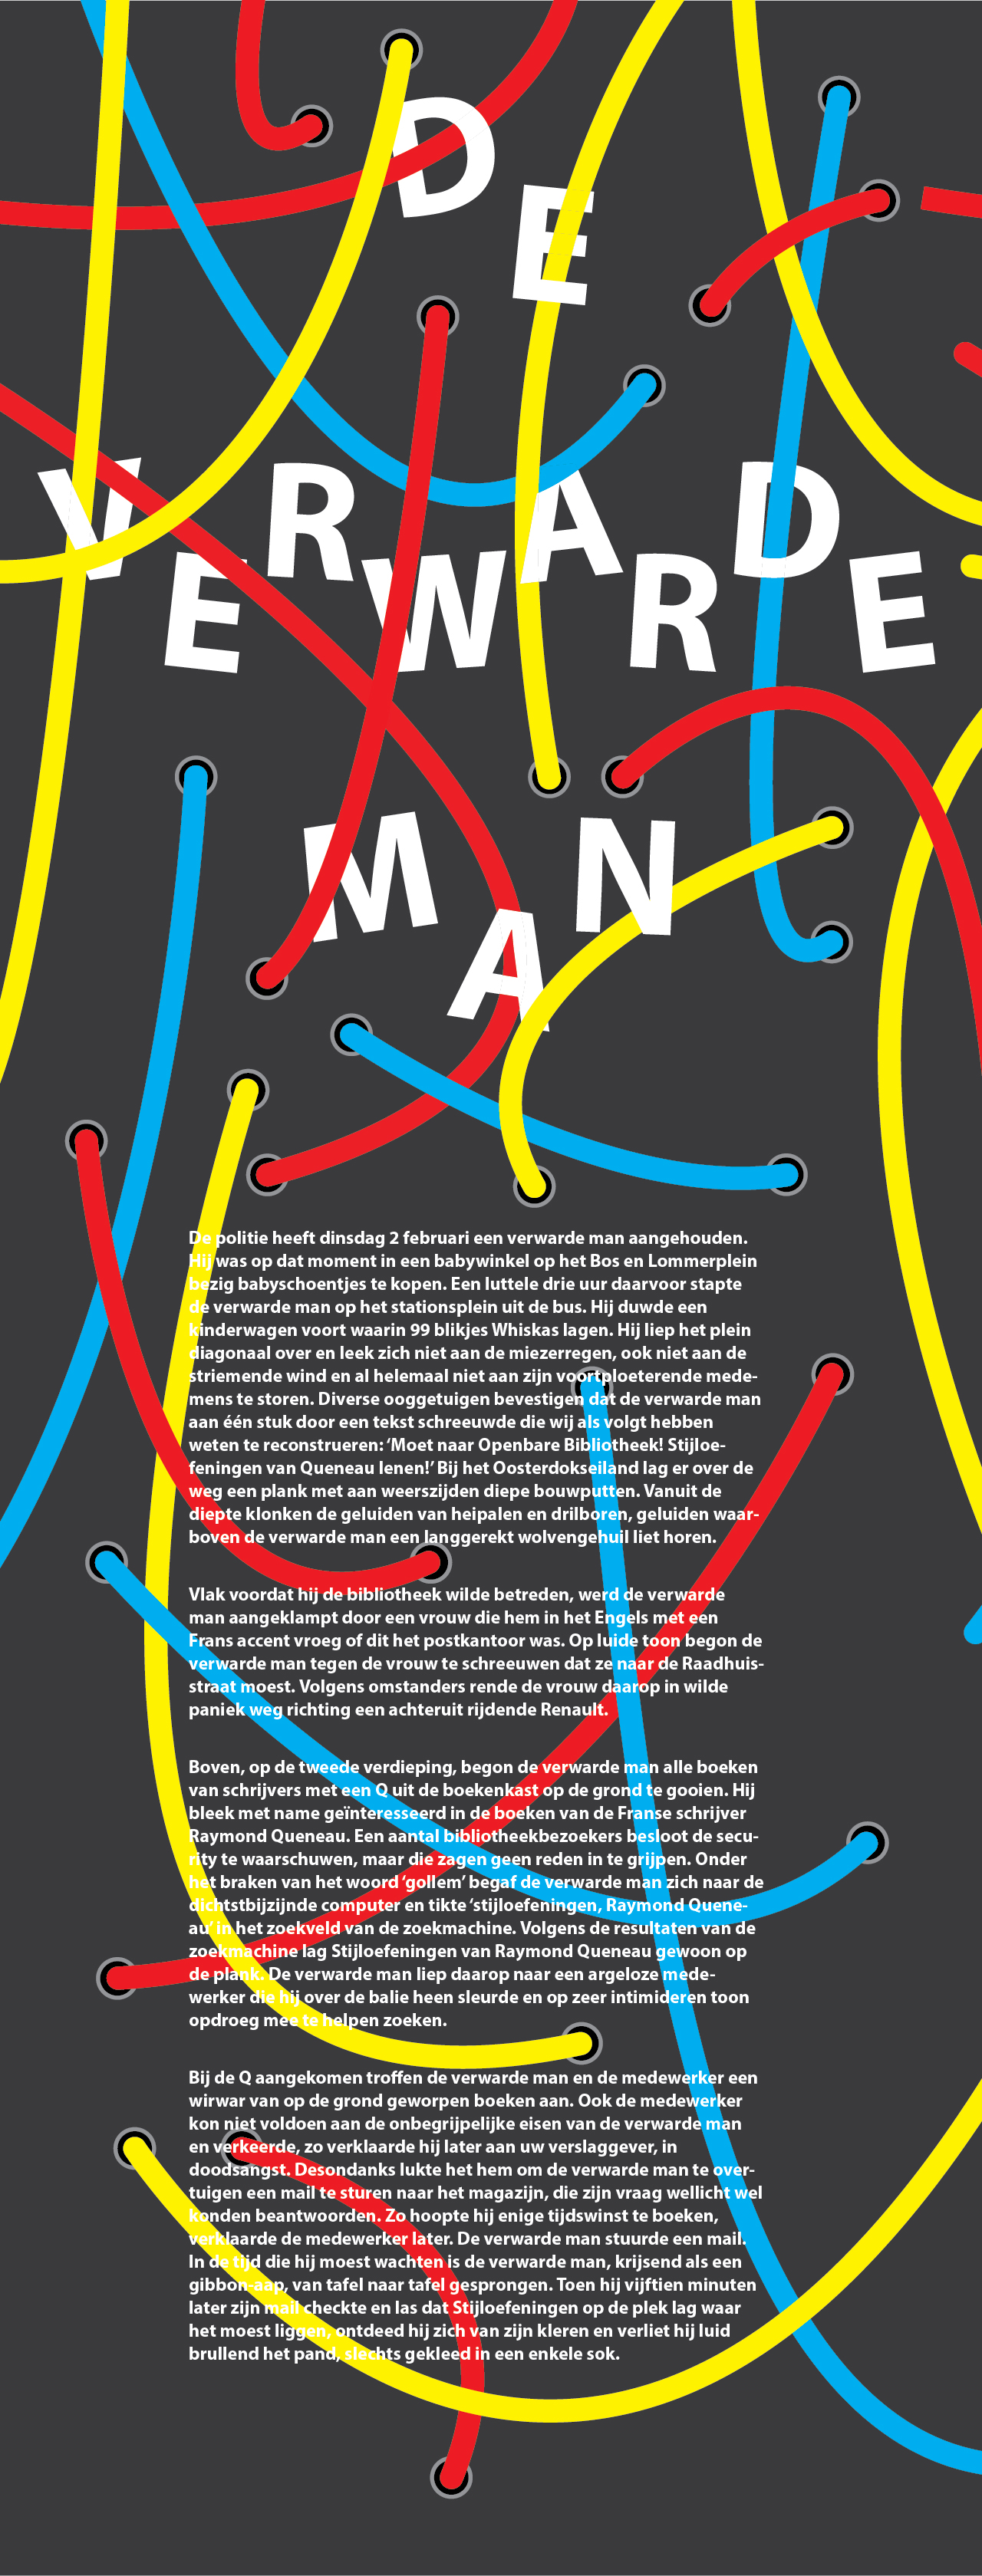 DE
VERWARDE
MAN
De politie heeft dinsdag 2 februari een verwarde man aangehouden.
Hij was op dat moment in een babywinkel op het Bos en Lommerplein
bezig babyschoentjes te kopen. Een luttele drie uur daarvoor stapte
de verwarde man op het stationsplein uit de bus. Hij duwde een
kinderwagen voort waarin 99 blikjes Whiskas lagen. Hij liep het plein
diagonaal over en leek zich niet aan de miezerregen, ook niet aan de
striemende wind en al helemaal niet aan zijn voortploeterende mede-
mens te storen. Diverse ooggetuigen bevestigen dat de verwarde man
aan één stuk door een tekst schreeuwde die wij als volgt hebben
weten te reconstrueren: ‘Moet naar Openbare Bibliotheek! Stijloe-
feningen van Queneau lenen!’ Bij het Oosterdokseiland lag er over de
weg een plank met aan weerszijden diepe bouwputten. Vanuit de
diepte klonken de geluiden van heipalen en drilboren, geluiden waar-
boven de verwarde man een langgerekt wolvengehuil liet horen.
Vlak voordat hij de bibliotheek wilde betreden, werd de verwarde
man aangeklampt door een vrouw die hem in het Engels met een
Frans accent vroeg of dit het postkantoor was. Op luide toon begon de
verwarde man tegen de vrouw te schreeuwen dat ze naar de Raadhuis-
straat moest. Volgens omstanders rende de vrouw daarop in wilde
paniek weg richting een achteruit rijdende Renault.
Boven, op de tweede verdieping, begon de verwarde man alle boeken
van schrijvers met een Q uit de boekenkast op de grond te gooien. Hij
bleek met name geïnteresseerd in de boeken van de Franse schrijver
Raymond Queneau. Een aantal bibliotheekbezoekers besloot de secu-
rity te waarschuwen, maar die zagen geen reden in te grijpen. Onder
het braken van het woord ‘gollem’ begaf de verwarde man zich naar de
dichtstbijzijnde computer en tikte ‘stijloefeningen, Raymond Quene-
au’ in het zoekveld van de zoekmachine. Volgens de resultaten van de
zoekmachine lag Stijloefeningen van Raymond Queneau gewoon op
de plank. De verwarde man liep daarop naar een argeloze mede-
werker die hij over de balie heen sleurde en op zeer intimideren toon
opdroeg mee te helpen zoeken.
Bij de Q aangekomen troffen de verwarde man en de medewerker een
wirwar van op de grond geworpen boeken aan. Ook de medewerker
kon niet voldoen aan de onbegrijpelijke eisen van de verwarde man
en verkeerde, zo verklaarde hij later aan uw verslaggever, in
doodsangst. Desondanks lukte het hem om de verwarde man te over-
tuigen een mail te sturen naar het magazijn, die zijn vraag wellicht wel
konden beantwoorden. Zo hoopte hij enige tijdswinst te boeken,
verklaarde de medewerker later. De verwarde man stuurde een mail.
In de tijd die hij moest wachten is de verwarde man, krijsend als een
gibbon-aap, van tafel naar tafel gesprongen. Toen hij vijftien minuten
later zijn mail checkte en las dat Stijloefeningen op de plek lag waar
het moest liggen, ontdeed hij zich van zijn kleren en verliet hij luid
brullend het pand, slechts gekleed in een enkele sok.